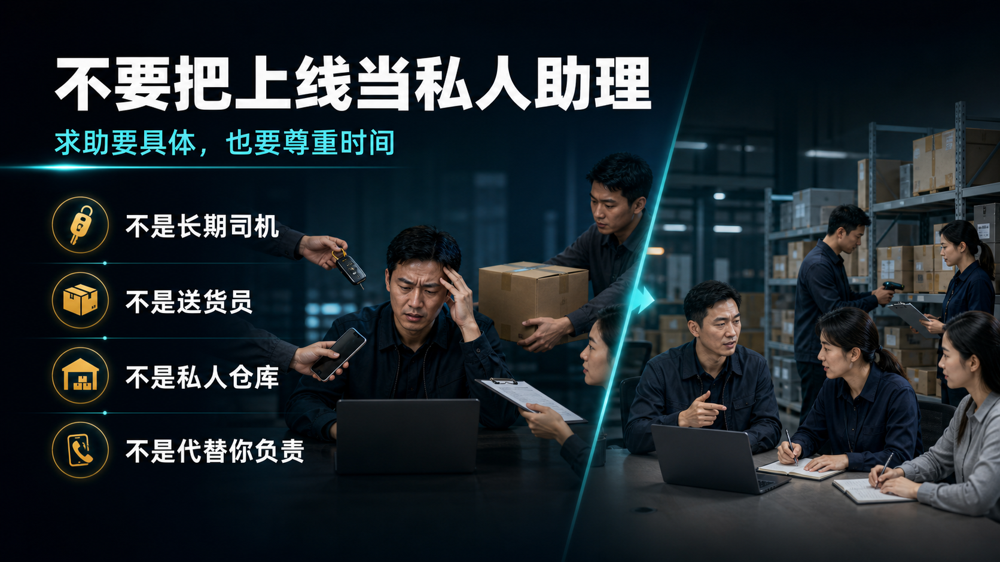 不要把上线当私人助理
求助要具体，也要尊重时间
不是长期司机
不是送货员
不是私人仓库
不是代替你负责